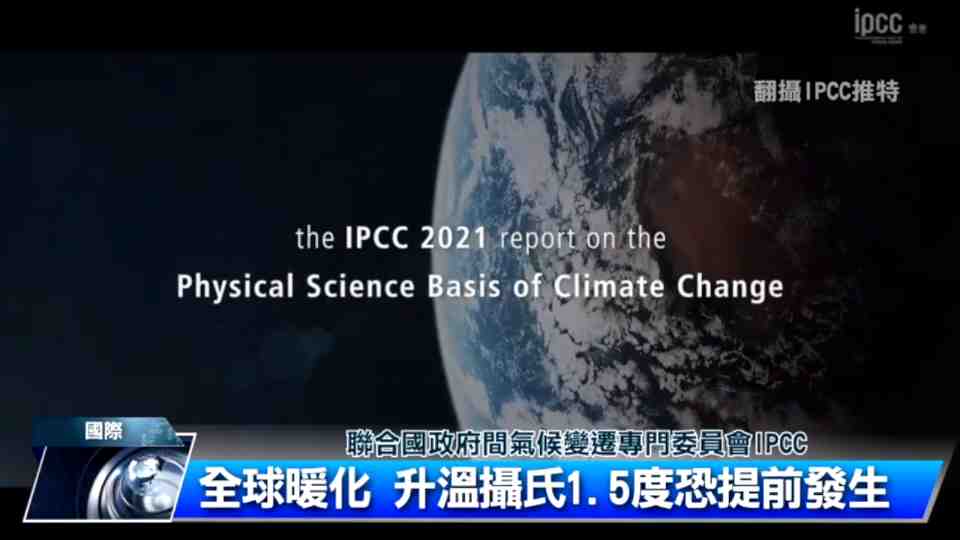 ipcc
翻攝IPCC推特
the IPCC 2021 report on the
Physical Science Basis of Climate Change
國際
聯合國政府間氣候變遷專門委員會IPCC
全球暖化 升溫攝氏1.5度恐提前發生